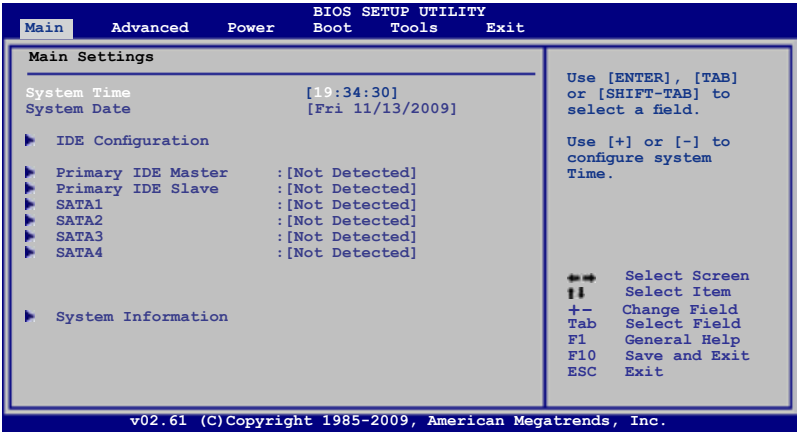 BIOS SETUP UTILITY
Main Advanced Power Boot Tools Exit
Main Settings
System Time [19:34:30]
System Date [Fri 11/13/2009]
IDE Configuration
Primary IDE Master :[Not Detected]
Primary IDE Slave :[Not Detected]
SATA1 :[Not Detected]
SATA2 :[Not Detected]
SATA3 :[Not Detected]
SATA4 :[Not Detected]
System Information
Use [ENTER], [TAB]
or [SHIFT-TAB] to
select a field.
Use [+] or [-] to
configure system
Time.
←→ Select Screen
↑↓ Select Item
+- Change Field
Tab Select Field
F1 General Help
F10 Save and Exit
ESC Exit
v02.61 (C)Copyright 1985-2009, American Megatrends, Inc.